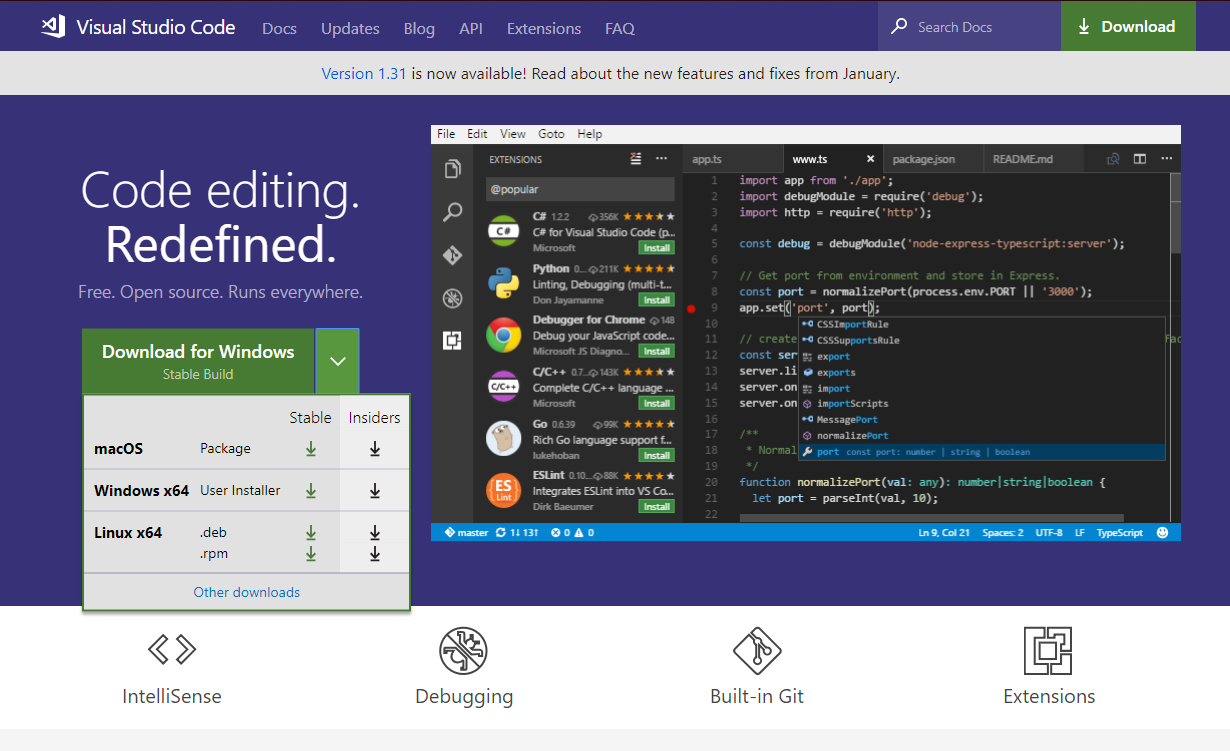 Visual Studio Code Docs Updates Blog API Extensions FAQ Search Docs Download
Version 1.31 is now available! Read about the new features and fixes from January.
Code editing.
Redefined.
Free. Open source. Runs everywhere.
Download for Windows
Stable Build
Stable Insiders
macOS Package
Windows x64 User Installer
Linux x64 .deb
.rpm
Other downloads
File Edit View Goto Help
EXTENSIONS
@popular
C# 1.2.2 356K
C# for Visual Studio Code (p...
Microsoft Install
Python 0... 211K
Linting, Debugging (multi-t...
Don Jayamanne Install
Debugger for Chrome 148
Debug your JavaScript code...
Microsoft JS Diagno... Install
C/C++ 0.7... 143K
Complete C/C++ language ...
Microsoft Install
Go 0.6.39 99K
Rich Go language support f...
lukehoban Install
ESLint 0.10... 88K
Integrates ESLint into VS Co...
Dirk Baeumer Install
C#
C/C++
ES
Lint
app.ts www.ts package.json README.md
1 import app from './app';
2 import debugModule = require('debug');
3 import http = require('http');
4
5 const debug = debugModule('node-express-typescript:server');
6
7 // Get port from environment and store in Express.
8 const port = normalizePort(process.env.PORT || '3000');
9 app.set('port', port);
10
11 // create
12 const ser
13 server.li
14 server.on
15 server.on
16
17 /**
18 * Normal
19 */
20 function normalizePort(val: any): number|string|boolean {
21 let port = parseInt(val, 10);
22
CSSImportRule
CSSSupportsRule
export
exports
import
importScripts
MessagePort
normalizePort
port const port: number | string | boolean
master 1↓ 13↑ 0 0 Ln 9, Col 21 Spaces: 2 UTF-8 LF TypeScript
IntelliSense Debugging Built-in Git Extensions